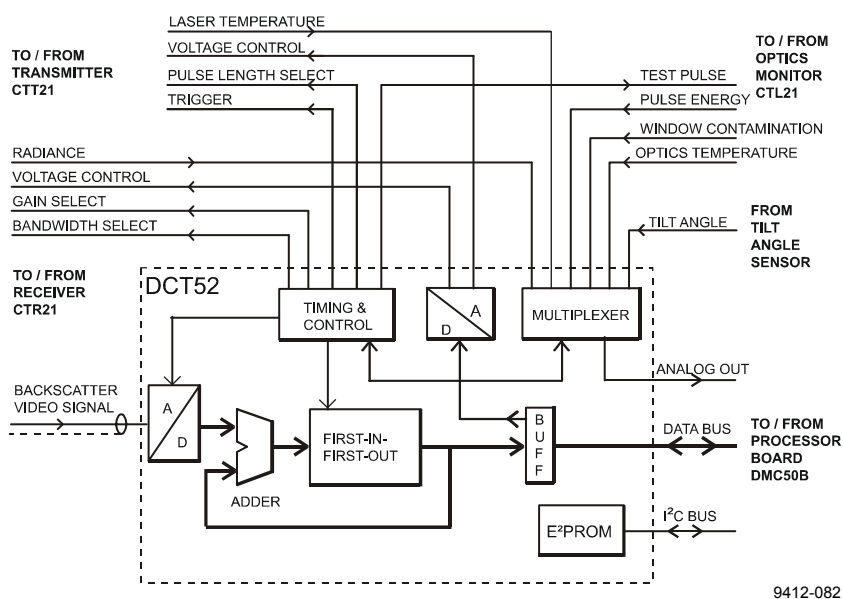 LASER TEMPERATURE
VOLTAGE CONTROL
PULSE LENGTH SELECT
TRIGGER
TO / FROM
TRANSMITTER
CTT21
TO / FROM
OPTICS
MONITOR
CTL21
TEST PULSE
PULSE ENERGY
WINDOW CONTAMINATION
OPTICS TEMPERATURE
RADIANCE
VOLTAGE CONTROL
GAIN SELECT
BANDWIDTH SELECT
TILT ANGLE
FROM
TILT
ANGLE
SENSOR
TO / FROM
RECEIVER
CTR21
DCT52
TIMING &
CONTROL
A
D
MULTIPLEXER
ANALOG OUT
BACKSCATTER
VIDEO SIGNAL
A
D
ADDER
FIRST-IN-
FIRST-OUT
B
U
F
F
DATA BUS
TO / FROM
PROCESSOR
BOARD
DMC50B
E²PROM
I²C BUS
9412-082